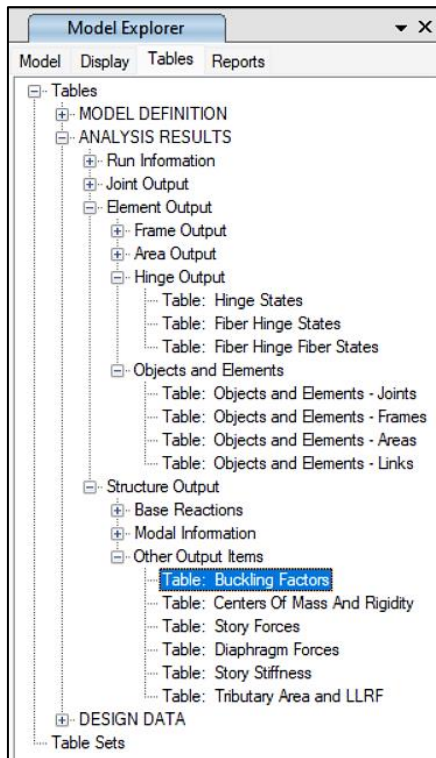 Model Explorer
Model Display Tables Reports
Tables
MODEL DEFINITION
ANALYSIS RESULTS
Run Information
Joint Output
Element Output
Frame Output
Area Output
Hinge Output
Table: Hinge States
Table: Fiber Hinge States
Table: Fiber Hinge Fiber States
Objects and Elements
Table: Objects and Elements - Joints
Table: Objects and Elements - Frames
Table: Objects and Elements - Areas
Table: Objects and Elements - Links
Structure Output
Base Reactions
Modal Information
Other Output Items
Table: Buckling Factors
Table: Centers Of Mass And Rigidity
Table: Story Forces
Table: Diaphragm Forces
Table: Story Stiffness
Table: Tributary Area and LLRF
DESIGN DATA
Table Sets